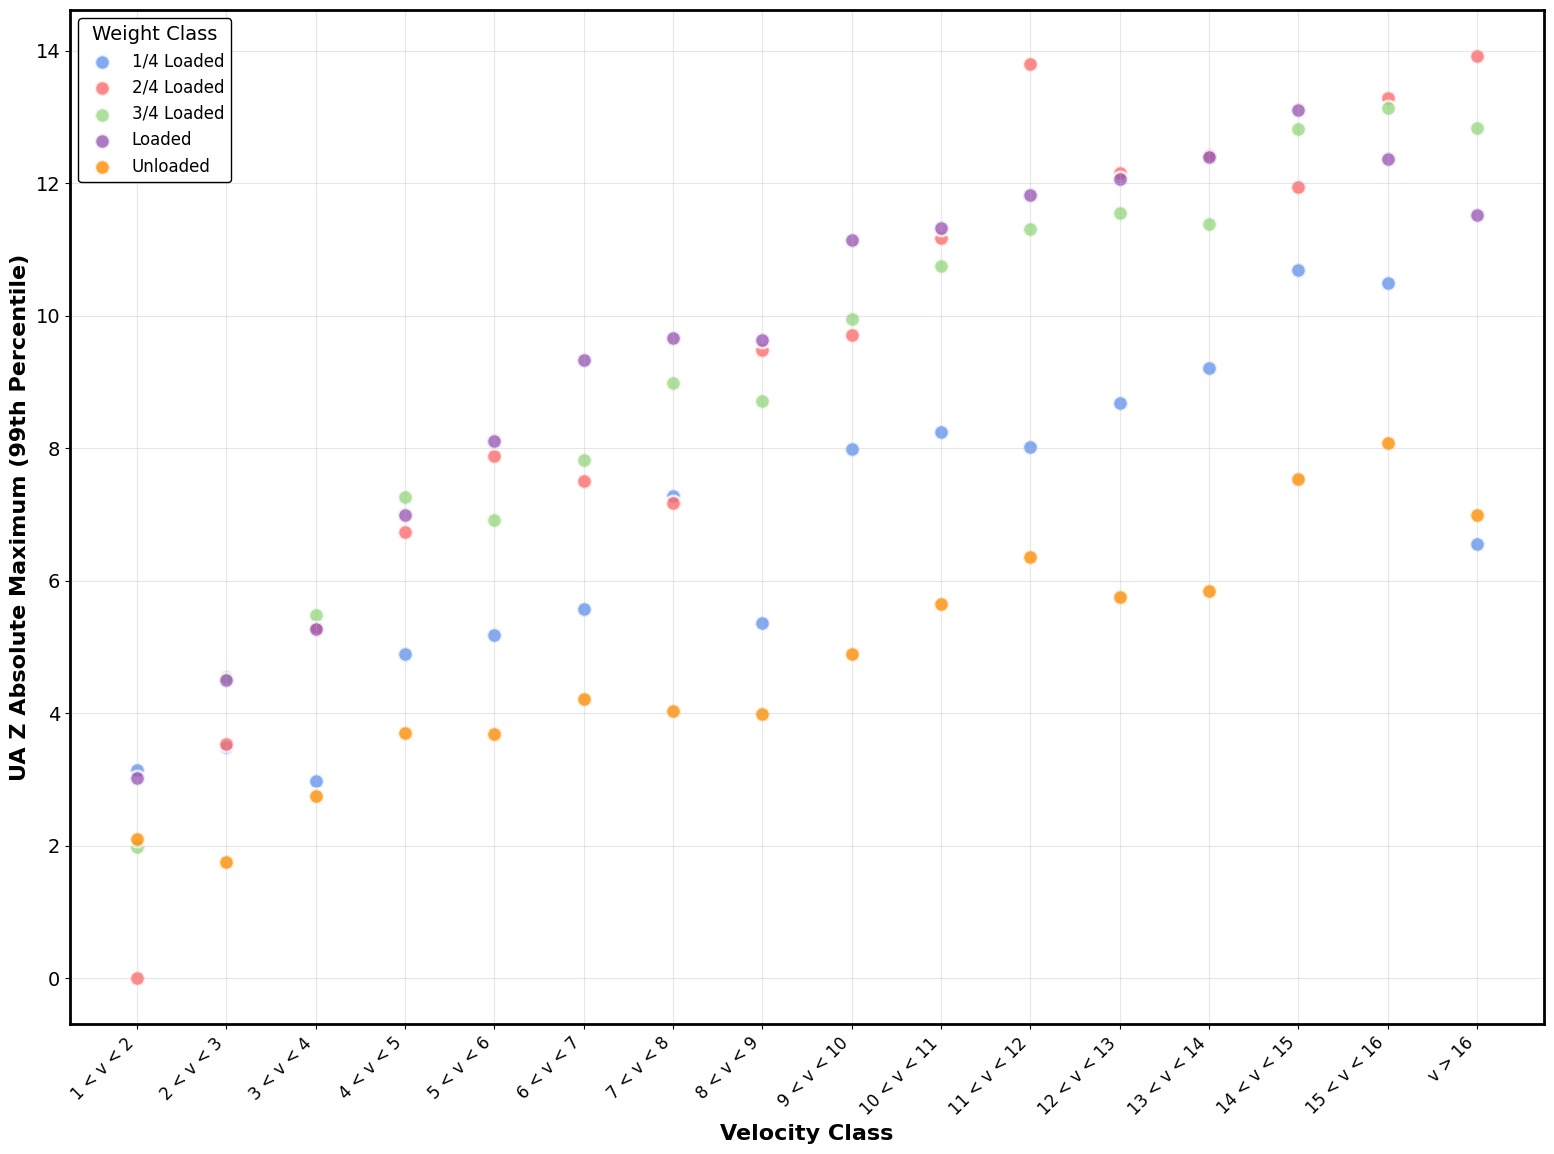 Weight Class
1/4 Loaded
2/4 Loaded
3/4 Loaded
Loaded
Unloaded
UA Z Absolute Maximum (99th Percentile)
14
12
10
8
6
4
2
0
1 < v < 2
2 < v < 3
3 < v < 4
4 < v < 5
5 < v < 6
6 < v < 7
7 < v < 8
8 < v < 9
9 < v < 10
10 < v < 11
11 < v < 12
12 < v < 13
13 < v < 14
14 < v < 15
15 < v < 16
v > 16
Velocity Class